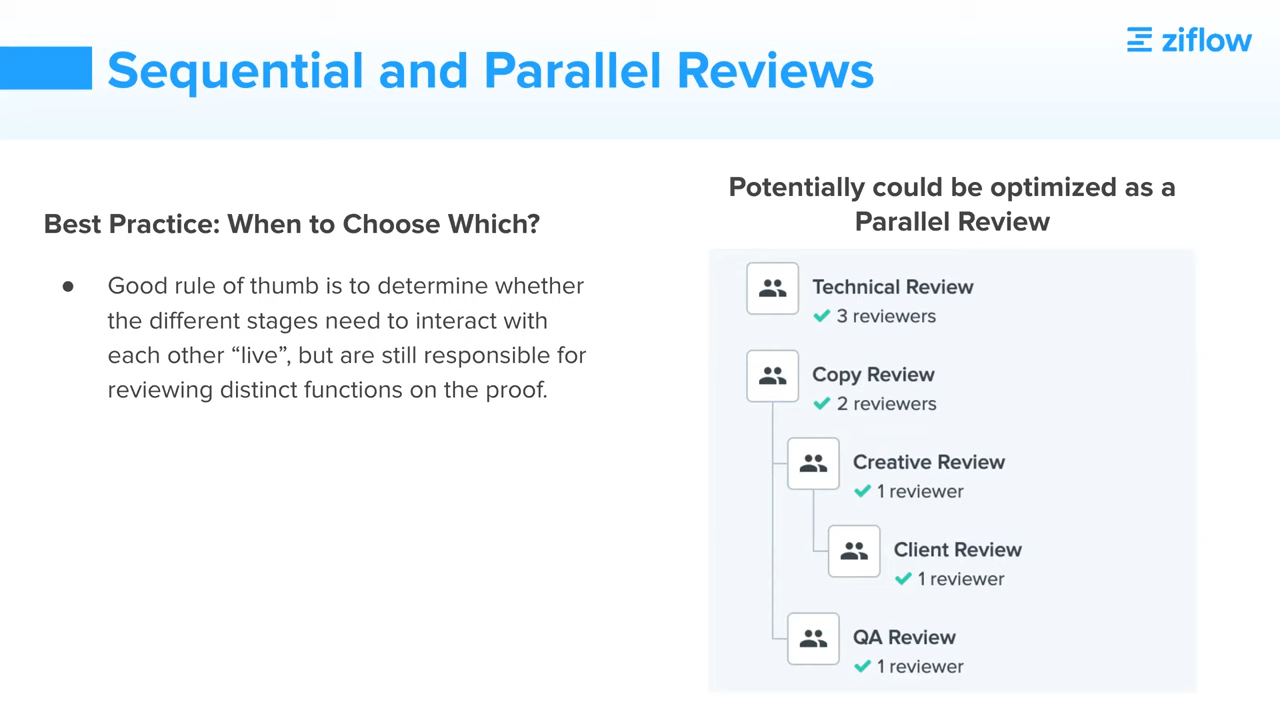 ziflow
Sequential and Parallel Reviews
Best Practice: When to Choose Which?
● Good rule of thumb is to determine whether
the different stages need to interact with
each other “live”, but are still responsible for
reviewing distinct functions on the proof.
Potentially could be optimized as a
Parallel Review
Technical Review
3 reviewers
Copy Review
2 reviewers
Creative Review
1 reviewer
Client Review
1 reviewer
QA Review
1 reviewer